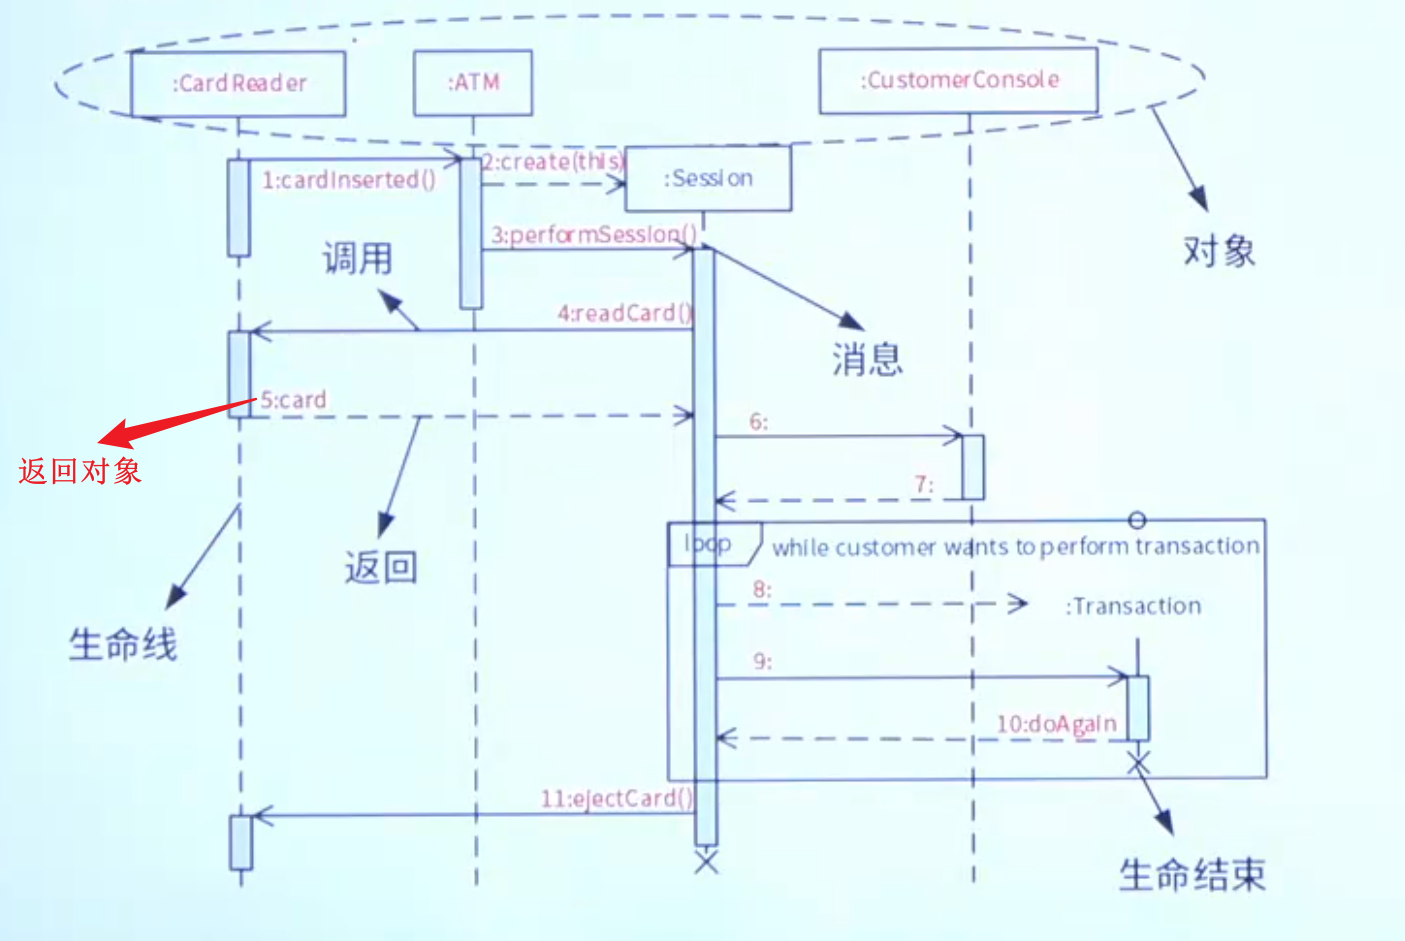 :CardReader
:ATM
:CustomerConsole
2:create(this)
:Session
1:cardInserted()
3:performSession()
对象
调用
4:readCard()
消息
5:card
6:
返回对象
7:
loop
while customer wants to perform transaction
返回
8:
:Transaction
生命线
9:
10:doAgain
11:ejectCard()
生命结束